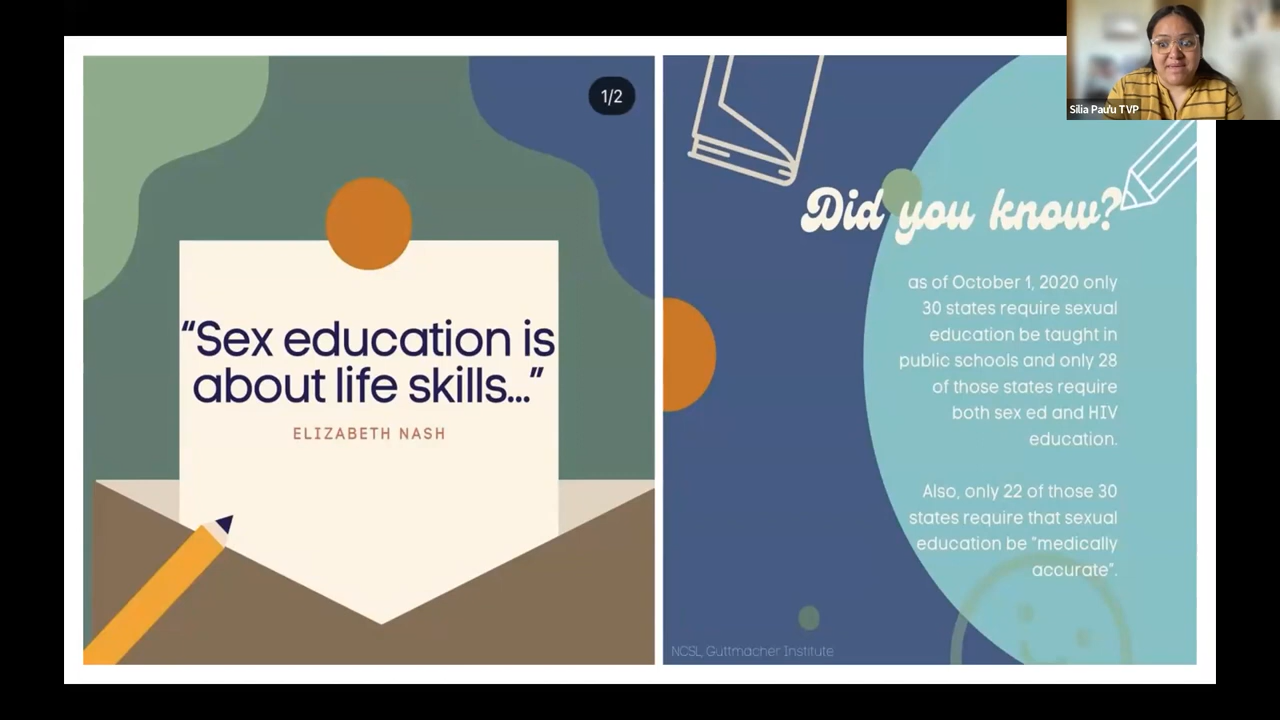 1/2
“Sex education is
about life skills...”
ELIZABETH NASH
Did you know?
as of October 1, 2020 only
30 states require sexual
education be taught in
public schools and only 28
of those states require
both sex ed and HIV
education.
Also, only 22 of those 30
states require that sexual
education be "medically
accurate".
NCSL, Guttmacher Institute
Silia Pau'u TVP